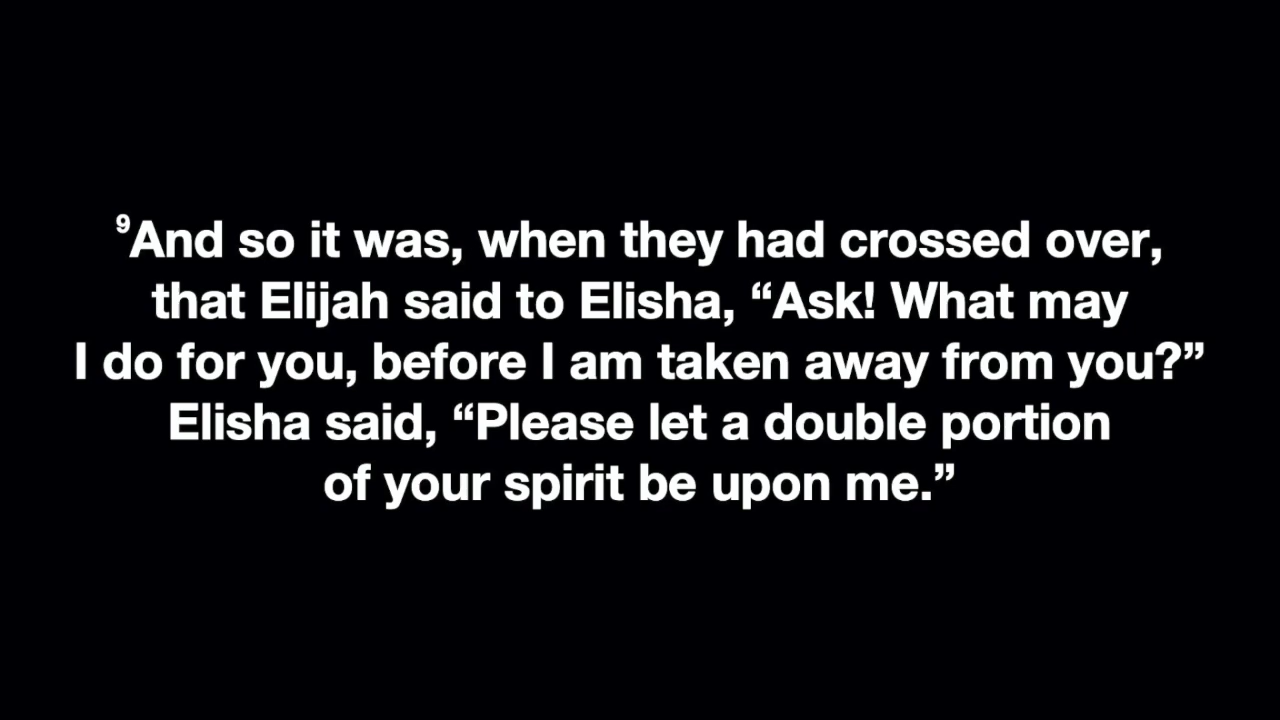 ⁹And so it was, when they had crossed over,
that Elijah said to Elisha, “Ask! What may
I do for you, before I am taken away from you?”
Elisha said, “Please let a double portion
of your spirit be upon me.”